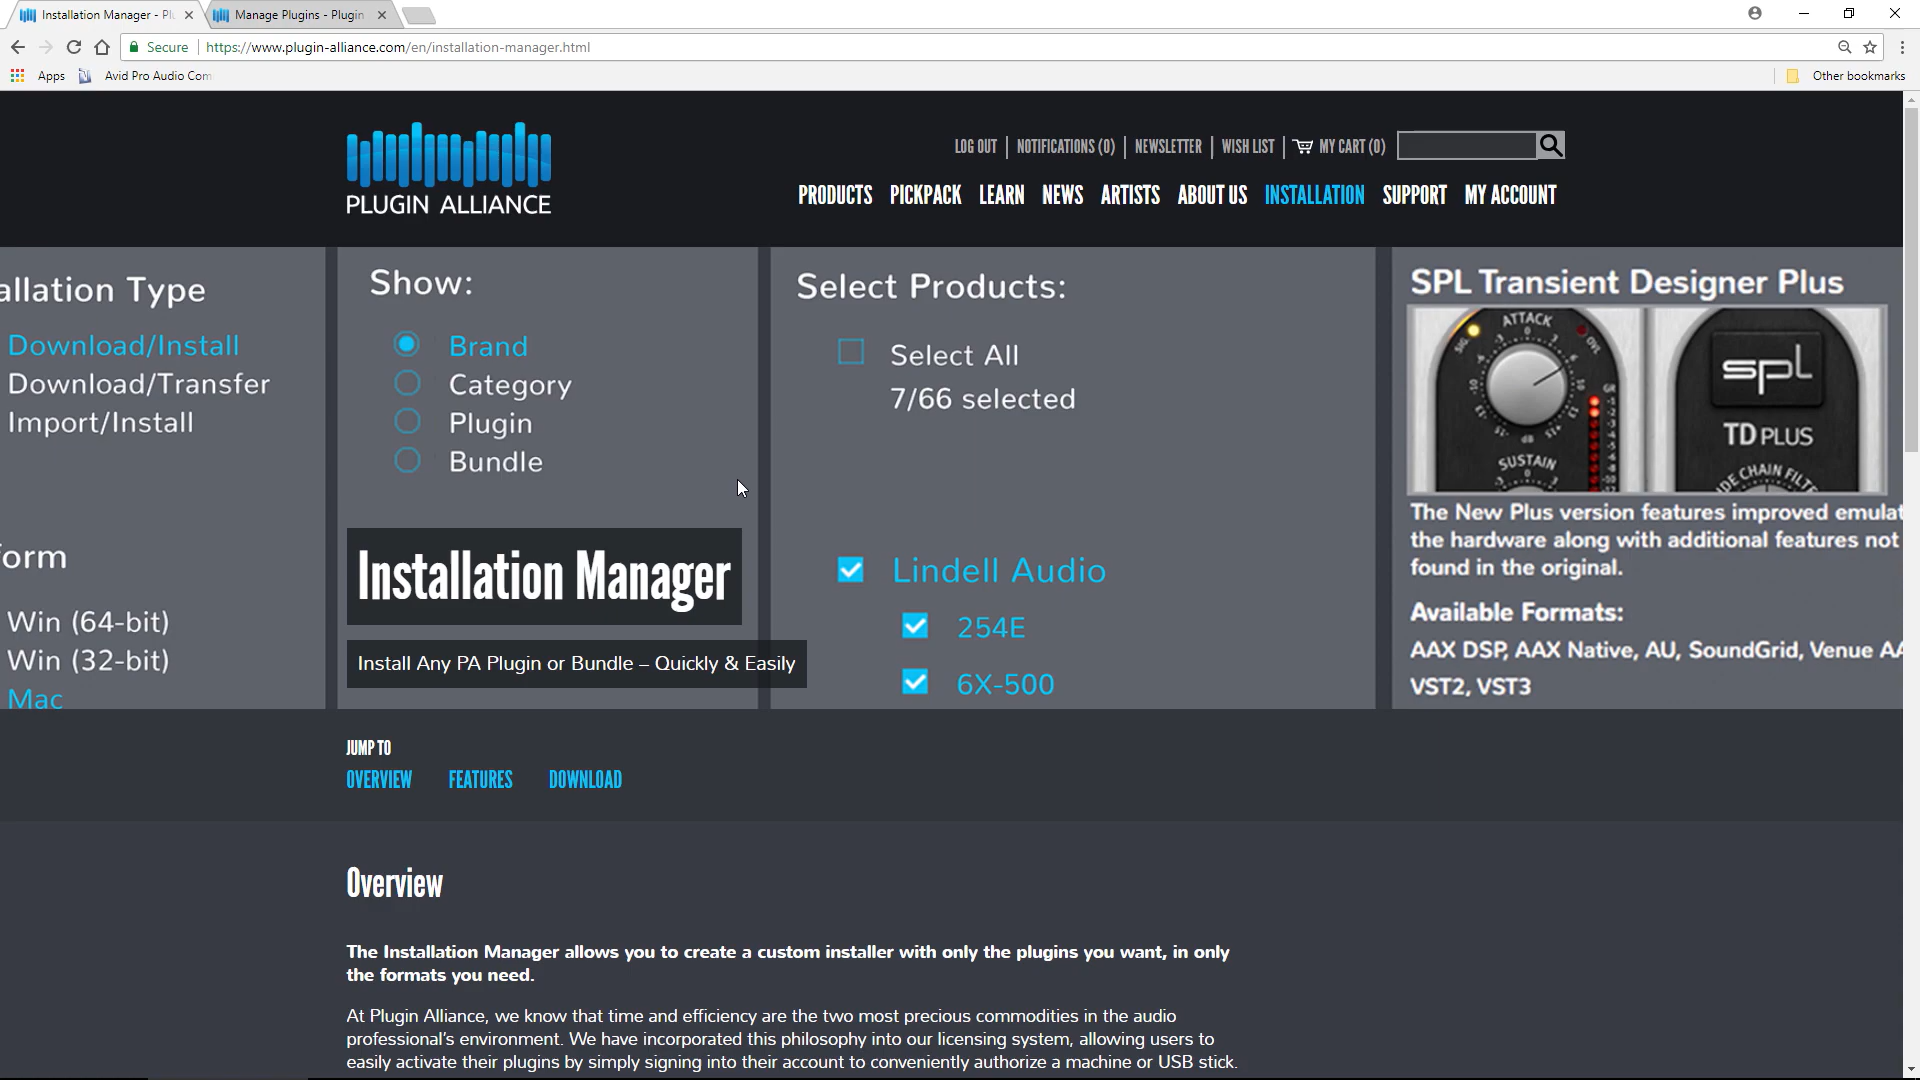 Installation Manager - Pl
Manage Plugins - Plugin
Secure
https://www.plugin-alliance.com/en/installation-manager.html
Apps
Avid Pro Audio Com
Other bookmarks
PLUGIN ALLIANCE
LOG OUT
NOTIFICATIONS (0)
NEWSLETTER
WISH LIST
MY CART (0)
PRODUCTS
PICKPACK
LEARN
NEWS
ARTISTS
ABOUT US
INSTALLATION
SUPPORT
MY ACCOUNT
allation Type
Download/Install
Download/Transfer
Import/Install
form
Win (64-bit)
Win (32-bit)
Mac
Show:
Brand
Category
Plugin
Bundle
Installation Manager
Install Any PA Plugin or Bundle – Quickly & Easily
Select Products:
Select All
7/66 selected
Lindell Audio
254E
6X-500
SPL Transient Designer Plus
ATTACK
SIG.
OVL
GR
dB
SUSTAIN
spl
TD PLUS
SIDE CHAIN FILTER
The New Plus version features improved emulat
the hardware along with additional features not
found in the original.
Available Formats:
AAX DSP, AAX Native, AU, SoundGrid, Venue AA
VST2, VST3
JUMP TO
OVERVIEW
FEATURES
DOWNLOAD
Overview
The Installation Manager allows you to create a custom installer with only the plugins you want, in only
the formats you need.
At Plugin Alliance, we know that time and efficiency are the two most precious commodities in the audio
professional's environment. We have incorporated this philosophy into our licensing system, allowing users to
easily activate their plugins by simply signing into their account to conveniently authorize a machine or USB stick.